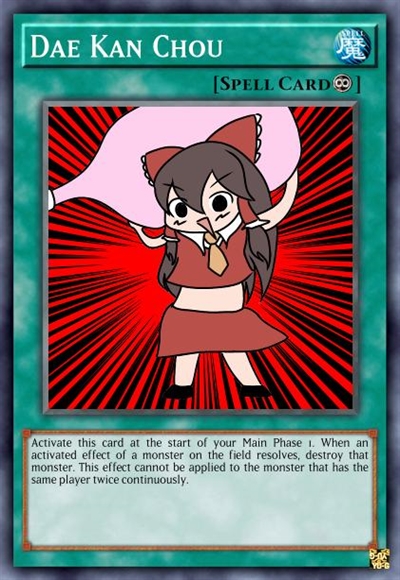 Dae Kan Chou
SPELL
魔
[Spell Card]
Activate this card at the start of your Main Phase 1. When an
activated effect of a monster on the field resolves, destroy that
monster. This effect cannot be applied to the monster that has the
same player twice continuously.